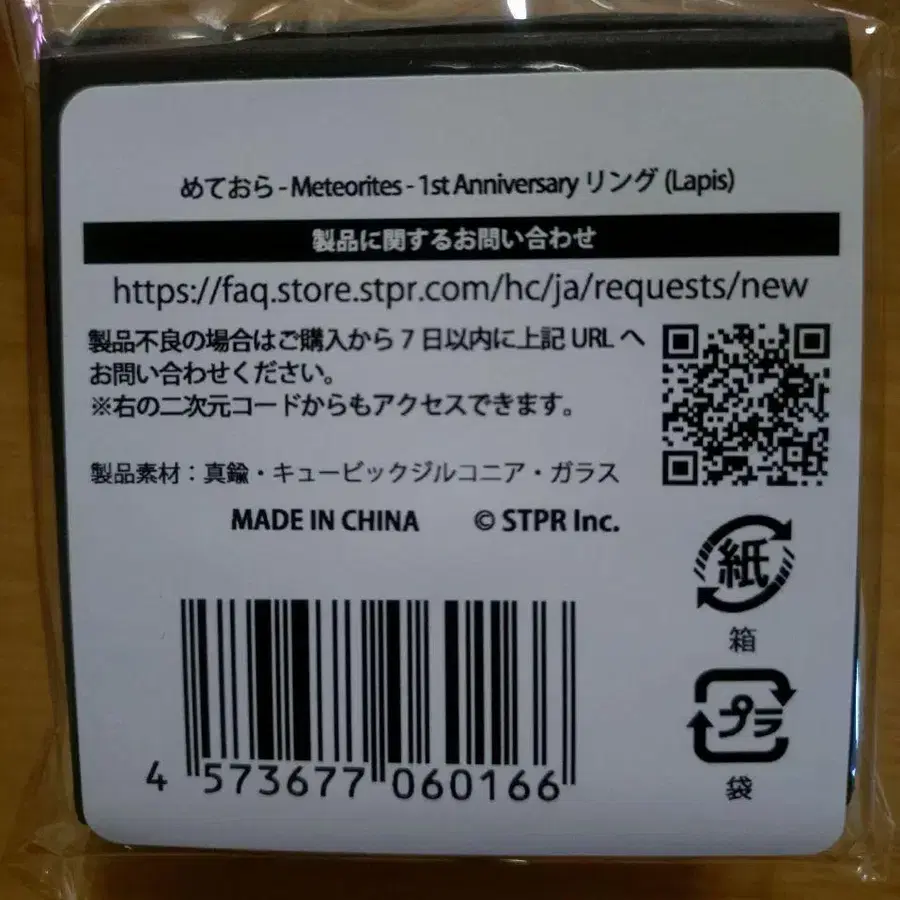 めておら - Meteorites - 1st Anniversary リング (Lapis)
製品に関するお問い合わせ
https://faq.store.stpr.com/hc/ja/requests/new
製品不良の場合はご購入から 7 日以内に上記 URL へ
お問い合わせください。
※右の二次元コードからもアクセスできます。
製品素材：真鍮・キュービックジルコニア・ガラス
MADE IN CHINA © STPR Inc.
紙
箱
プラ
袋
4 573677 060166